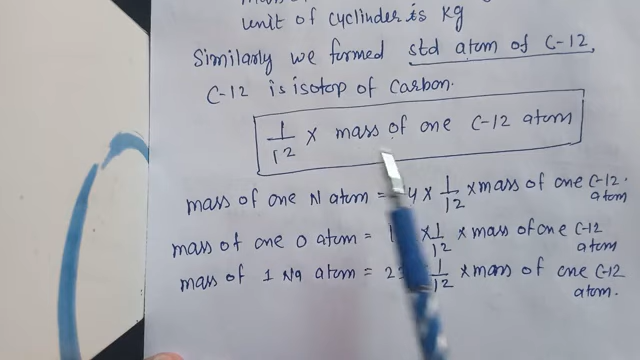 unit of cyclinder is kg
Similarly we formed std atom of C-12.
C-12 is isotop of Carbon.
1/12 × mass of one C-12 atom
mass of one N atom = 4 × 1/12 × mass of one C-12 atom
mass of one O atom = 1 × 1/12 × mass of one C-12 atom
mass of 1 Na atom = 2 1/12 × mass of one C-12 atom.